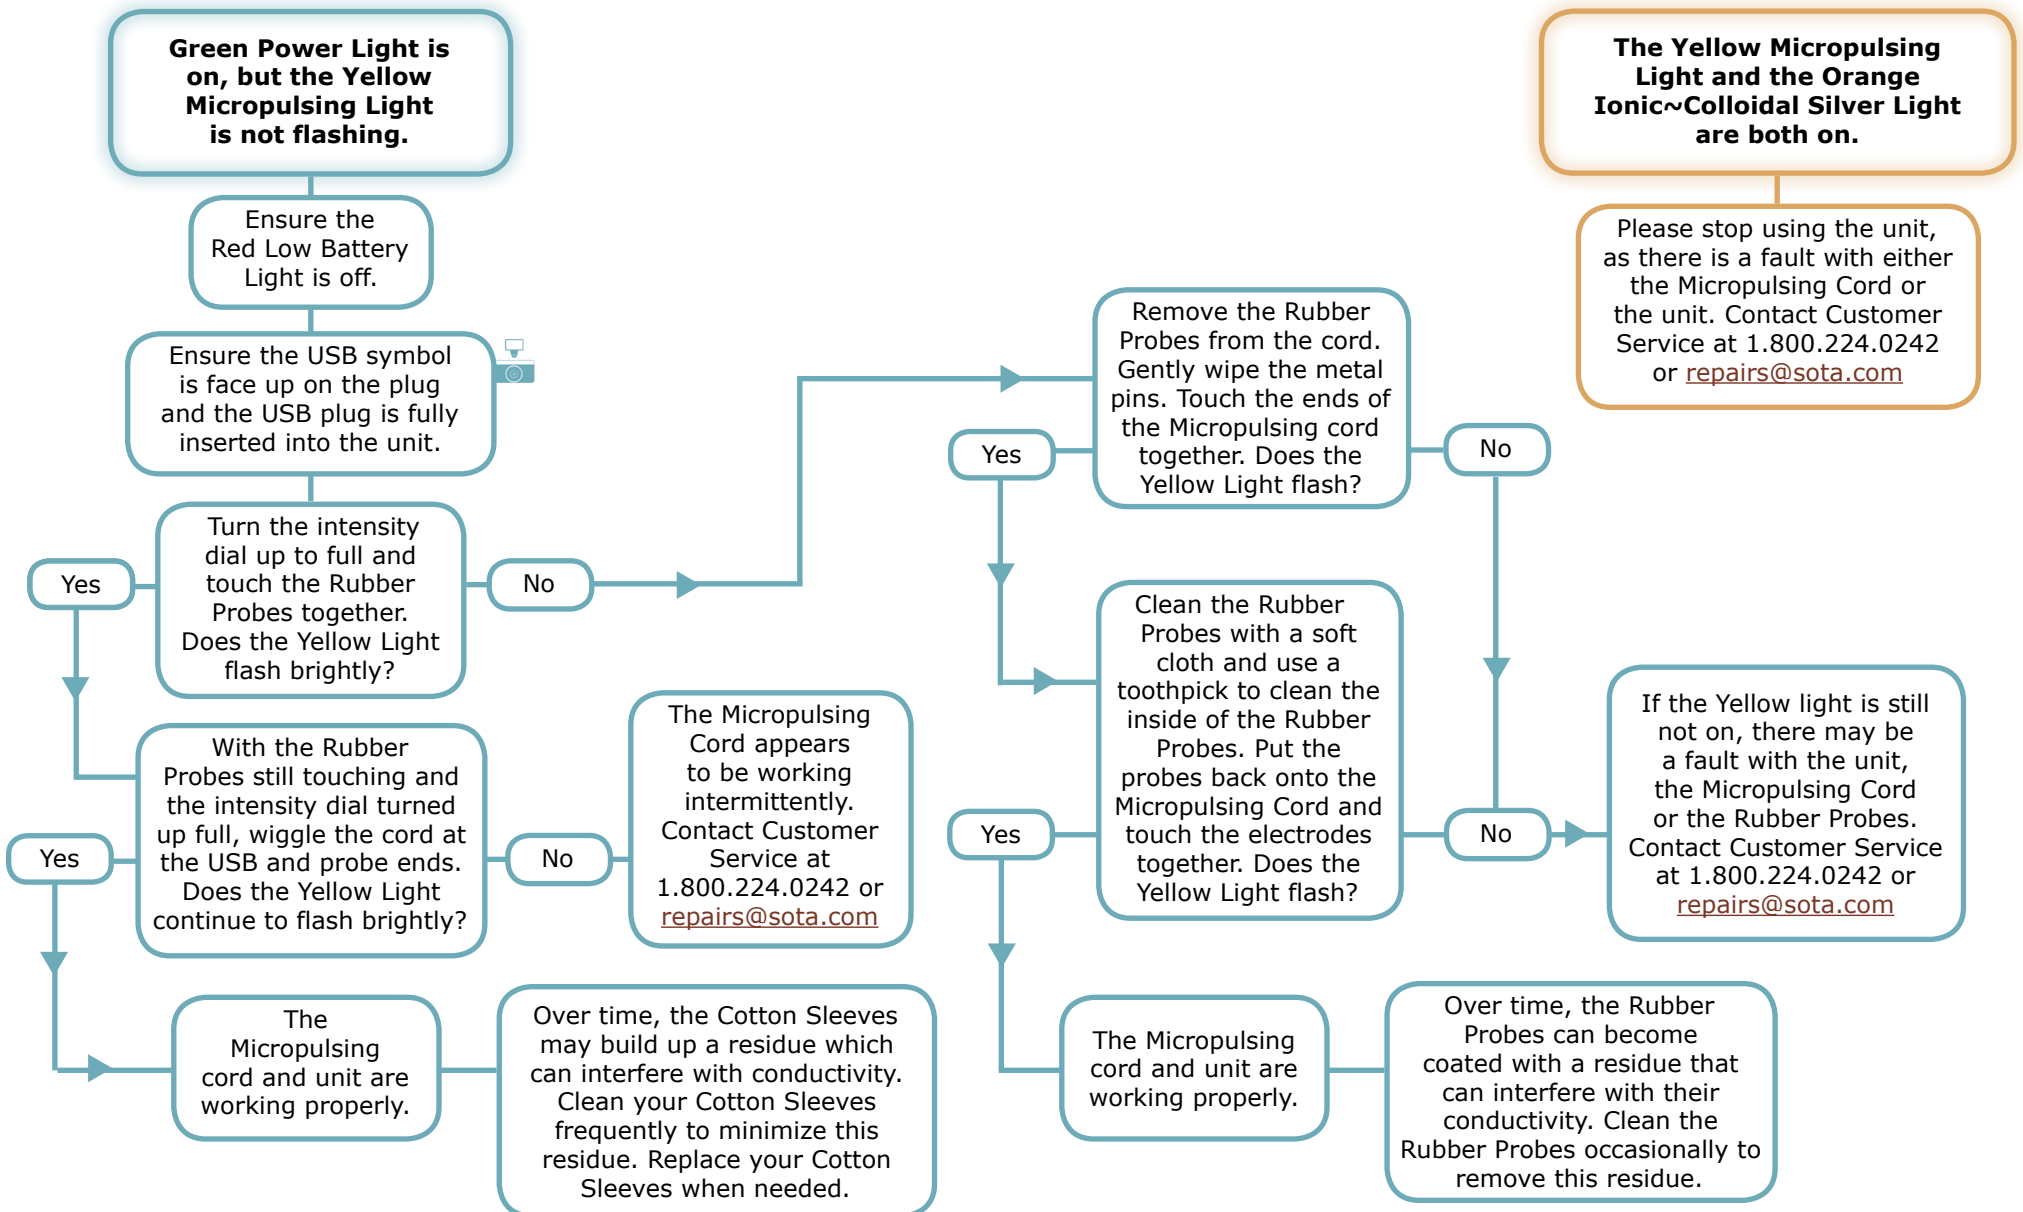 Green Power Light is
on, but the Yellow
Micropulsing Light
is not flashing.
Ensure the
Red Low Battery
Light is off.
Ensure the USB symbol
is face up on the plug
and the USB plug is fully
inserted into the unit.
Turn the intensity
dial up to full and
touch the Rubber
Probes together.
Does the Yellow Light
flash brightly?
Yes
No
With the Rubber
Probes still touching and
the intensity dial turned
up full, wiggle the cord at
the USB and probe ends.
Does the Yellow Light
continue to flash brightly?
Yes
No
The Micropulsing
Cord appears
to be working
intermittently.
Contact Customer
Service at
1.800.224.0242 or
repairs@sota.com
The
Micropulsing
cord and unit are
working properly.
Over time, the Cotton Sleeves
may build up a residue which
can interfere with conductivity.
Clean your Cotton Sleeves
frequently to minimize this
residue. Replace your Cotton
Sleeves when needed.
Remove the Rubber
Probes from the cord.
Gently wipe the metal
pins. Touch the ends of
the Micropulsing cord
together. Does the
Yellow Light flash?
Yes
No
Clean the Rubber
Probes with a soft
cloth and use a
toothpick to clean the
inside of the Rubber
Probes. Put the
probes back onto the
Micropulsing Cord and
touch the electrodes
together. Does the
Yellow Light flash?
Yes
No
If the Yellow light is still
not on, there may be
a fault with the unit,
the Micropulsing Cord
or the Rubber Probes.
Contact Customer Service
at 1.800.224.0242 or
repairs@sota.com
The Micropulsing
cord and unit are
working properly.
Over time, the Rubber
Probes can become
coated with a residue that
can interfere with their
conductivity. Clean the
Rubber Probes occasionally to
remove this residue.
The Yellow Micropulsing
Light and the Orange
Ionic~Colloidal Silver Light
are both on.
Please stop using the unit,
as there is a fault with either
the Micropulsing Cord or
the unit. Contact Customer
Service at 1.800.224.0242
or repairs@sota.com